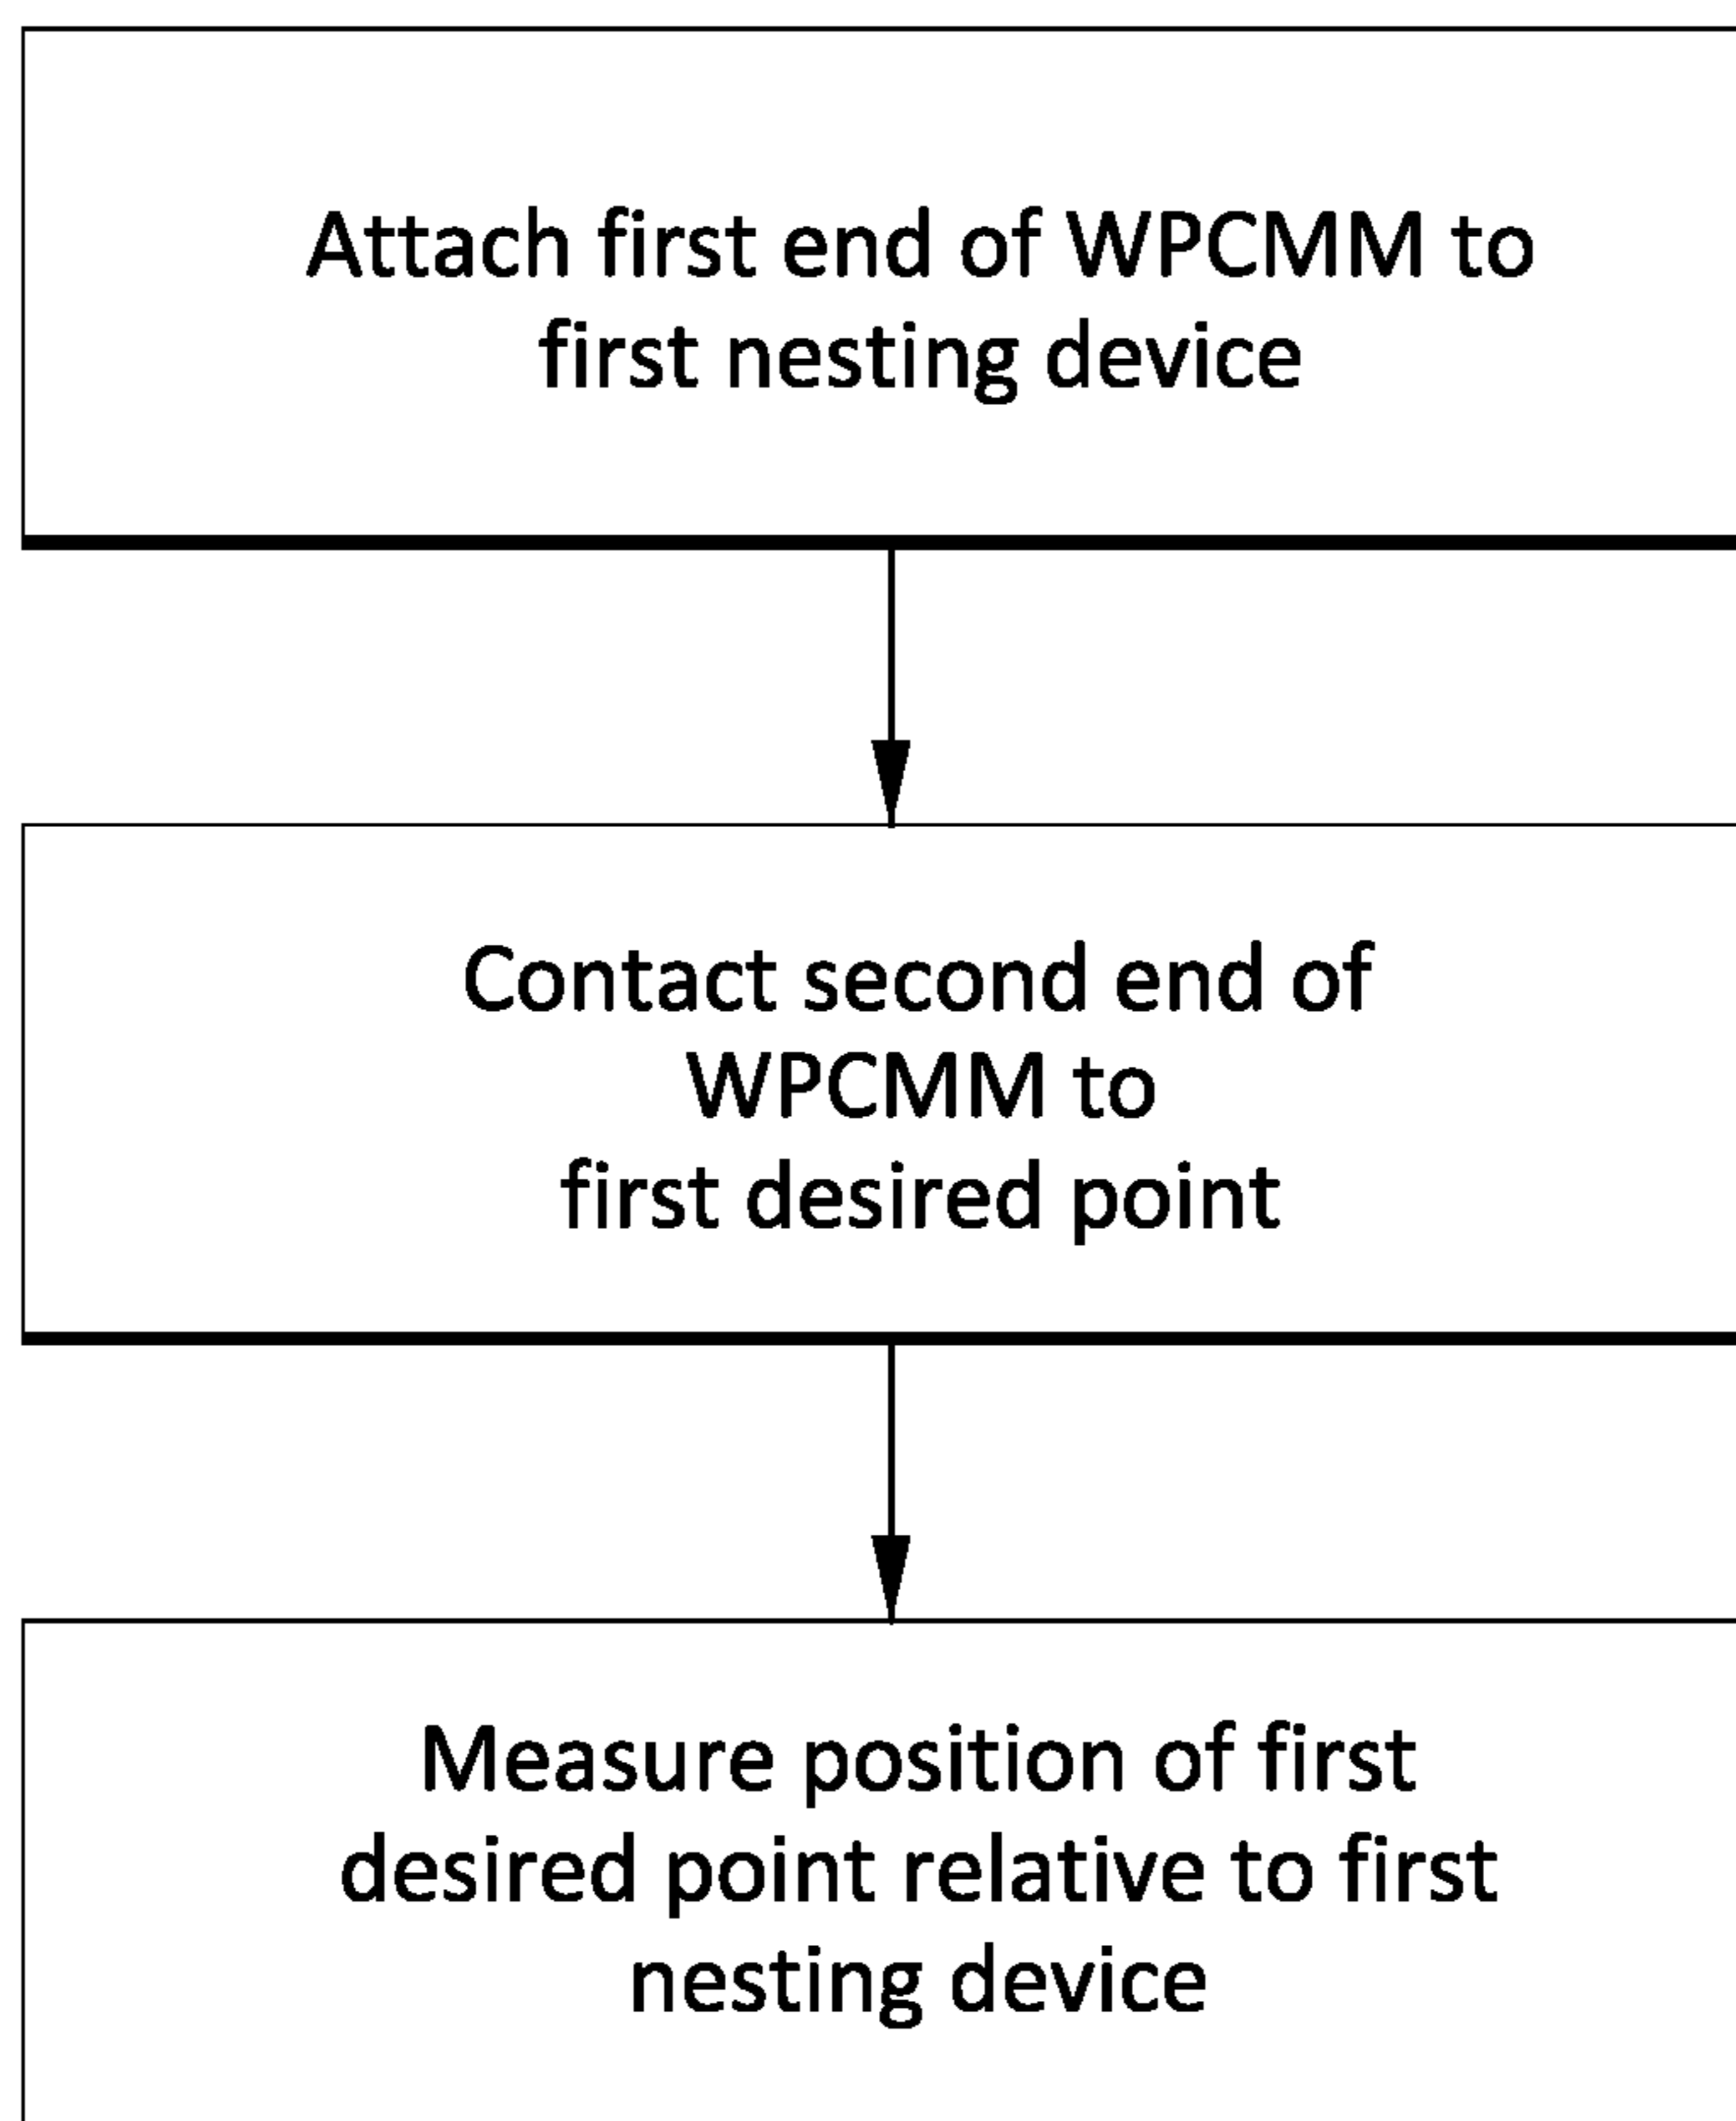 Attach first end of WPCMM to
first nesting device
Contact second end of
WPCMM to
first desired point
Measure position of first
desired point relative to first
nesting device